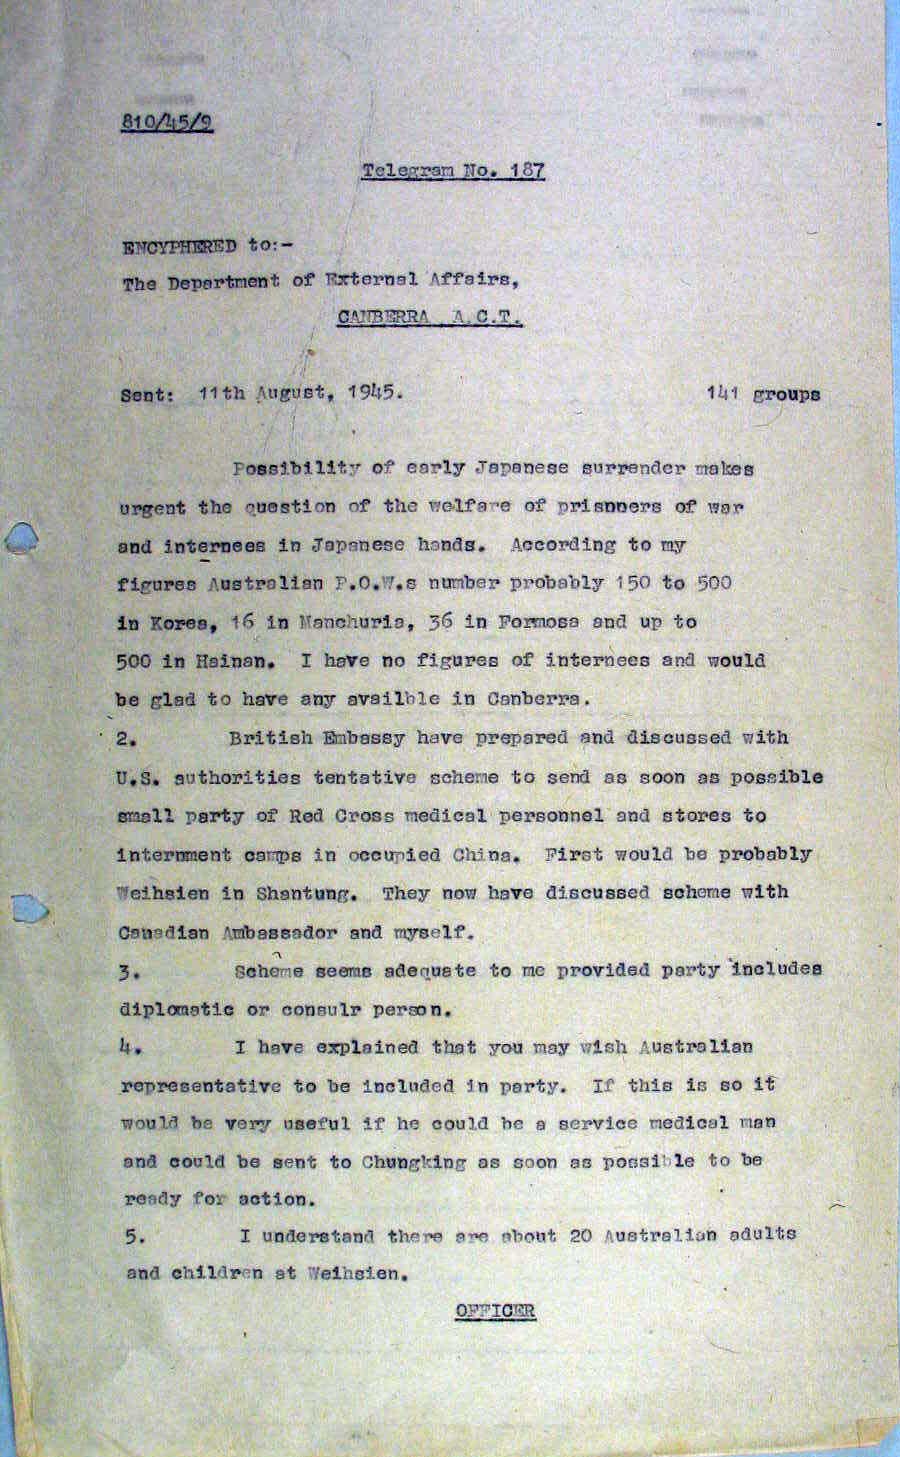 810/45/9
Telegram No. 187
ENCYPHERED to:-
The Department of External Affairs,
CANBERRA A.C.T.
Sent: 11th August, 1945. 141 groups
Possibility of early Japanese surrender makes
urgent the question of the welfare of prisnners of war
and internees in Japanese hands. According to my
figures Australian P.O.W.s number probably 150 to 500
in Korea, 16 in Manchuria, 36 in Formosa and up to
500 in Hainan. I have no figures of internees and would
be glad to have any availble in Canberra.
2. British Embassy have prepared and discussed with
U.S. authorities tentative scheme to send as soon as possible
small party of Red Cross medical personnel and stores to
internment camps in occupied China. First would be probably
Weihsien in Shantung. They now have discussed scheme with
Canadian Ambassador and myself.
3. Scheme seems adequate to me provided party includes
diplomatic or consulr person.
4. I have explained that you may wish Australian
representative to be included in party. If this is so it
would be very useful if he could be a service medical man
and could be sent to Chungking as soon as possible to be
ready for action.
5. I understand there are about 20 Australian adults
and children at Weihsien.
OFFICER